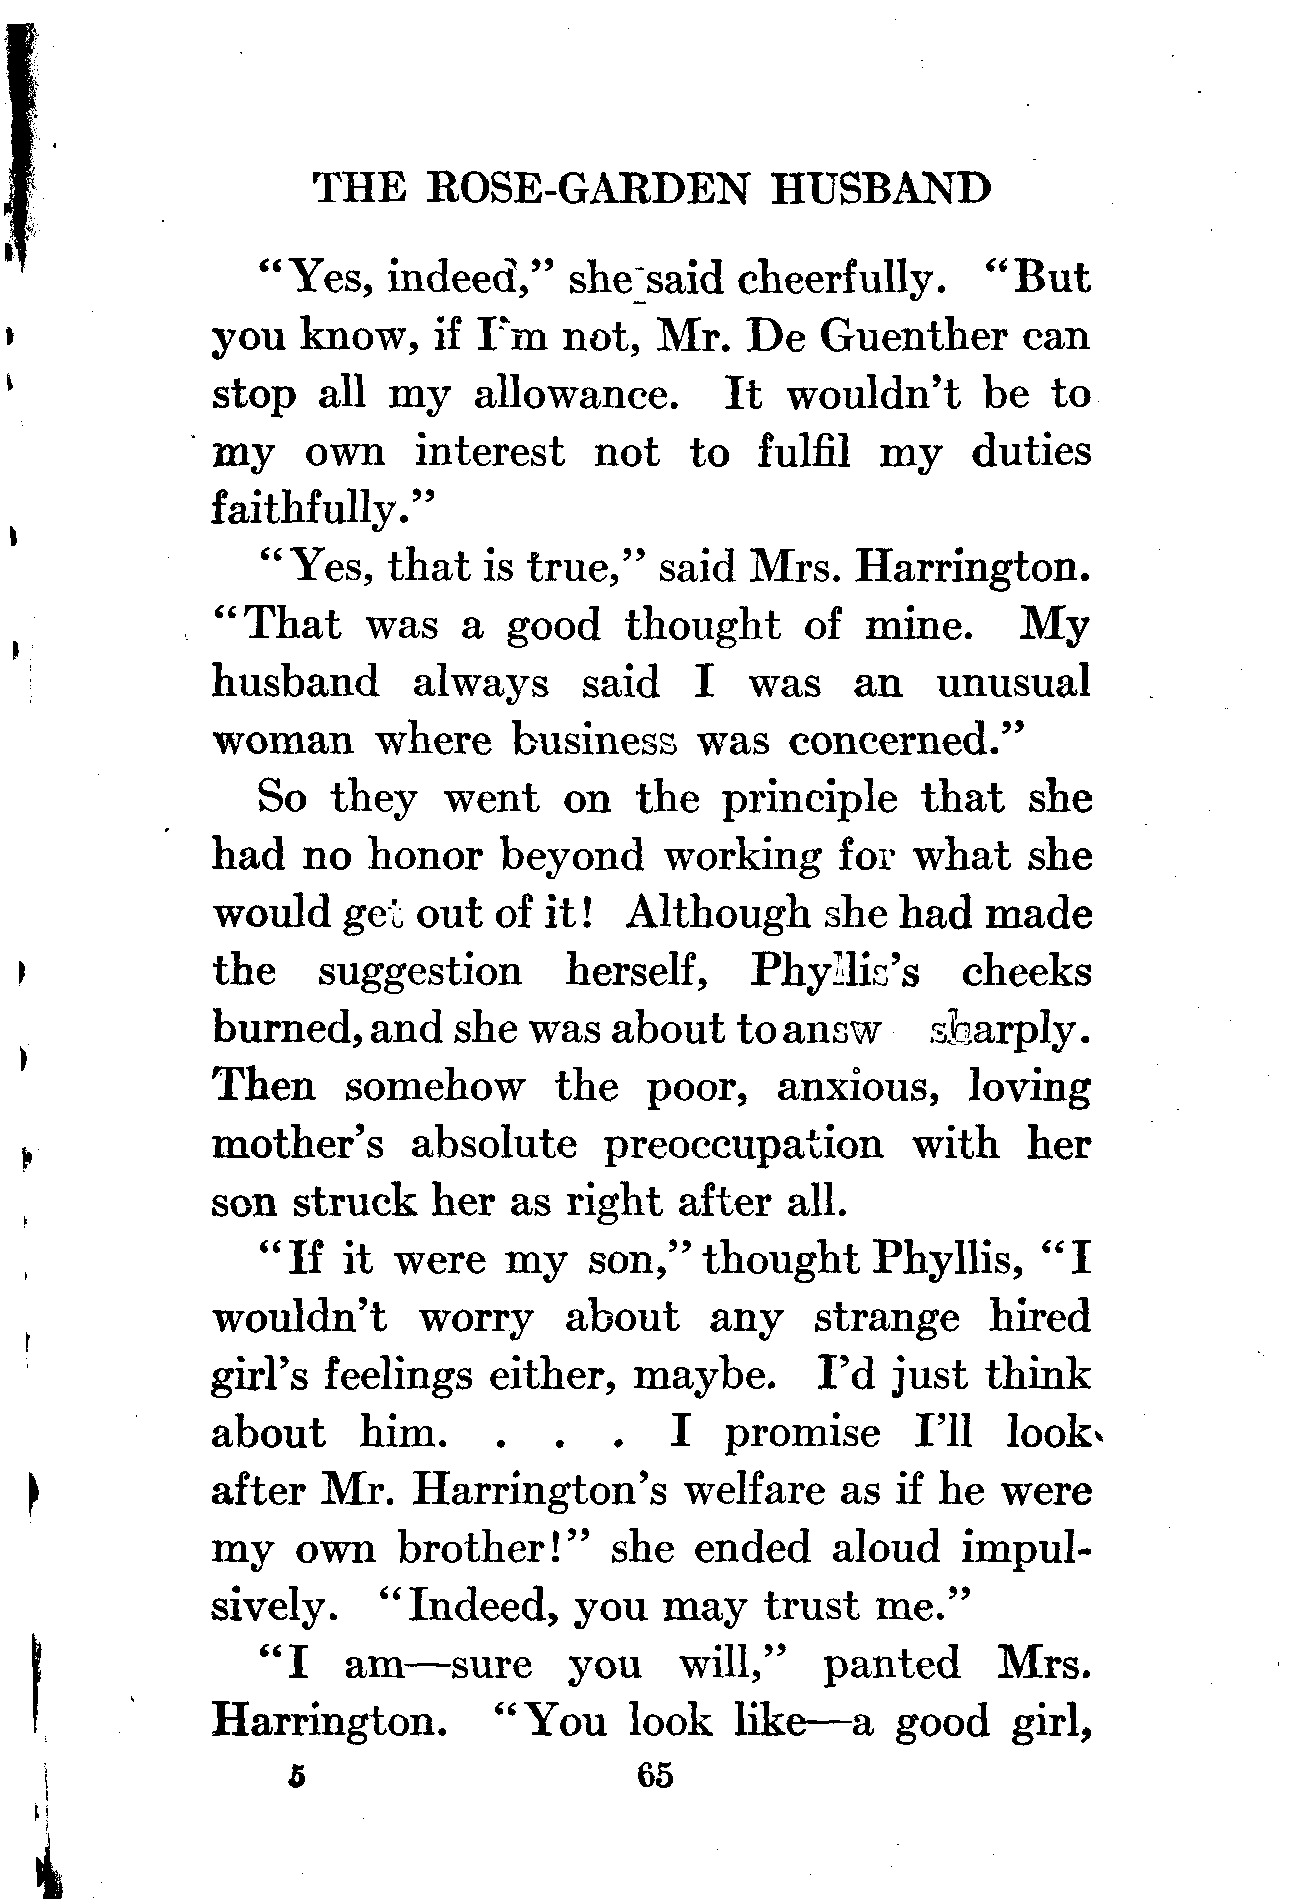 THE ROSE-GARDEN HUSBAND
“Yes, indeed,” she said cheerfully. “But
you know, if I'm not, Mr. De Guenther can
stop all my allowance. It wouldn’t be to
my own interest not to fulfil my duties
faithfully.”
“Yes, that is true,” said Mrs. Harrington.
“That was a good thought of mine. My
husband always said I was an unusual
woman where business was concerned.”
So they went on the principle that she
had no honor beyond working for what she
would get out of it! Although she had made
the suggestion herself, Phyllis’s cheeks
burned, and she was about to answ sharply.
Then somehow the poor, anxious, loving
mother’s absolute preoccupation with her
son struck her as right after all.
“If it were my son,” thought Phyllis, “I
wouldn’t worry about any strange hired
girl’s feelings either, maybe. I’d just think
about him. . . . I promise I’ll look
after Mr. Harrington’s welfare as if he were
my own brother!” she ended aloud impul-
sively. “Indeed, you may trust me.”
“I am—sure you will,” panted Mrs.
Harrington. “You look like—a good girl,
5 65